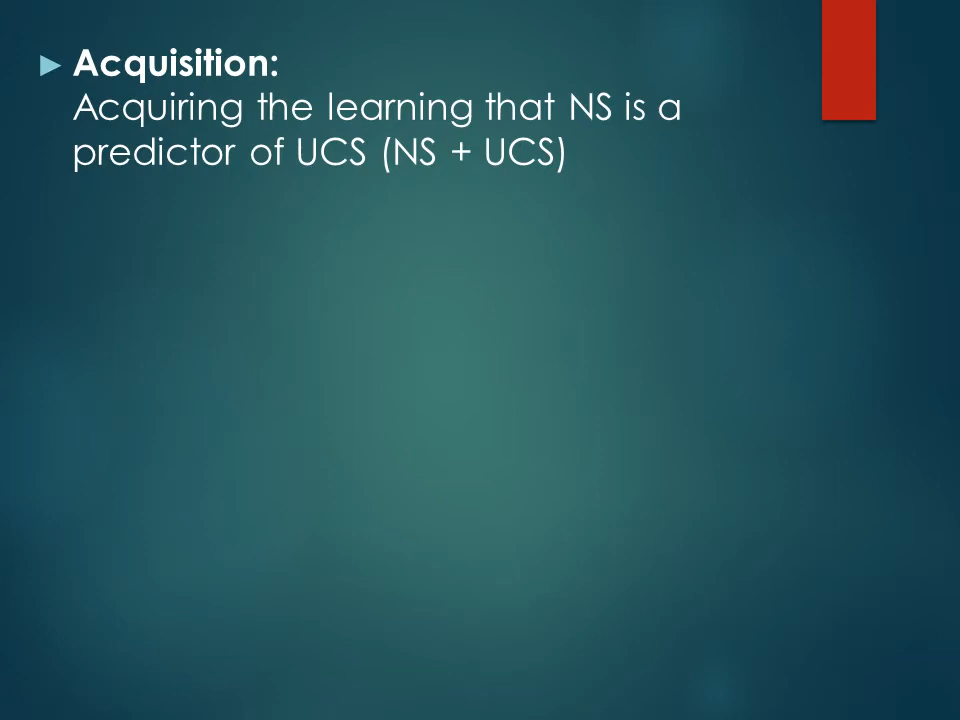 Acquisition:
Acquiring the learning that NS is a
predictor of UCS (NS + UCS)